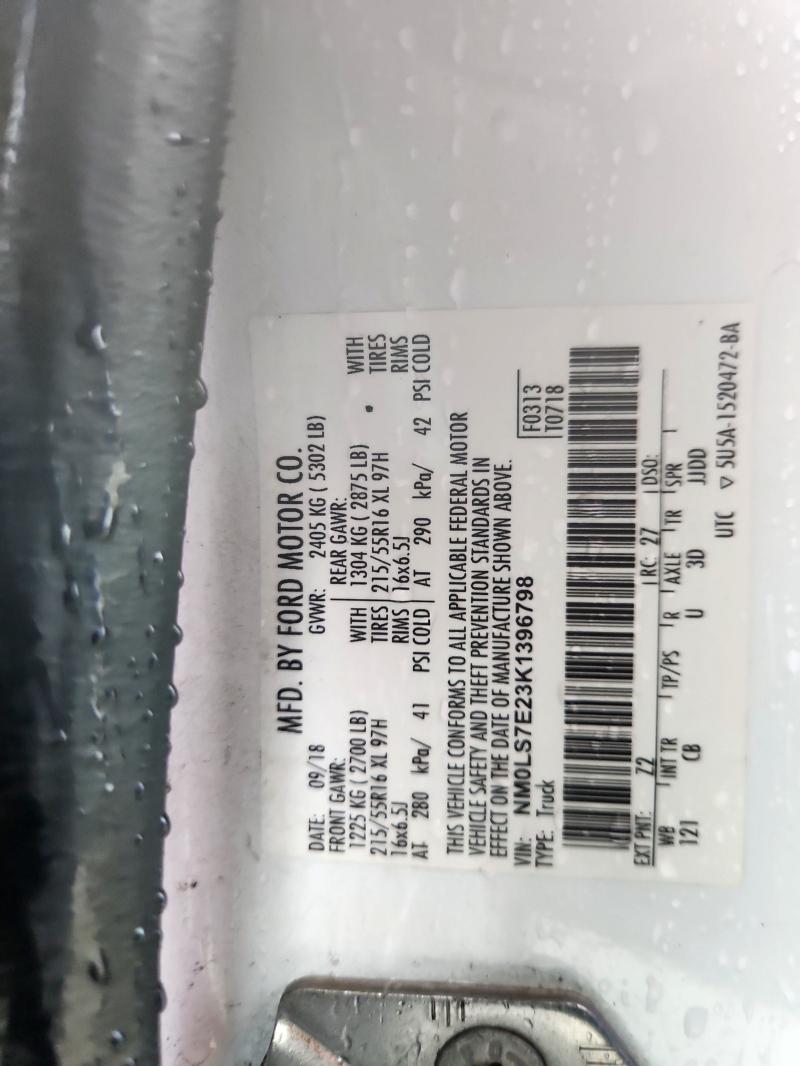 MFD. BY FORD MOTOR CO.
DATE: 09/18 GVWR: 2405 KG ( 5302 LB)
FRONT GAWR: REAR GAWR:
1225 KG ( 2700 LB) WITH 1304 KG ( 2875 LB) WITH
215/55R16 XL 97H TIRES 215/55R16 XL 97H TIRES
16x6.5J RIMS 16x6.5J RIMS
AT 280 kPa/ 41 PSI COLD AT 290 kPa/ 42 PSI COLD
THIS VEHICLE CONFORMS TO ALL APPLICABLE FEDERAL MOTOR
VEHICLE SAFETY AND THEFT PREVENTION STANDARDS IN
EFFECT ON THE DATE OF MANUFACTURE SHOWN ABOVE.
VIN: NM0LS7E23K1396798 F0313
TYPE: Truck T0718
EXT PNT: Z2 RC: 27 DSO:
WB INT TR TP/PS R AXLE TR SPR
121 CB U 3D JJDD
UTC ▽ 5U5A-1520472-BA